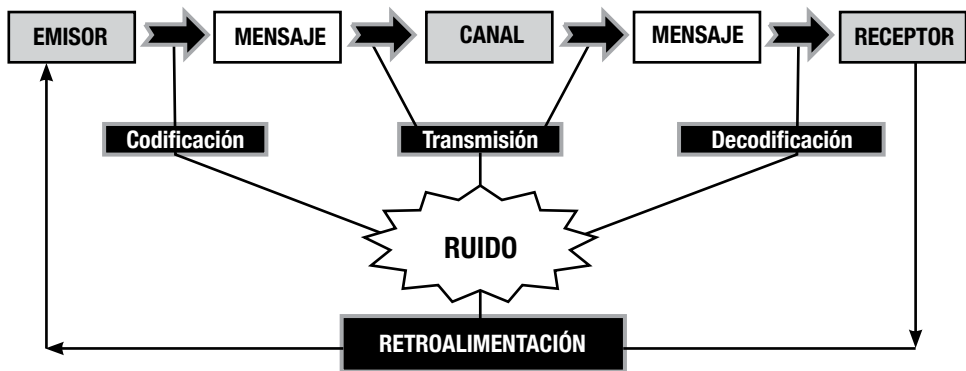 EMISOR
MENSAJE
CANAL
MENSAJE
RECEPTOR
Codificación
Transmisión
Decodificación
RUIDO
RETROALIMENTACIÓN